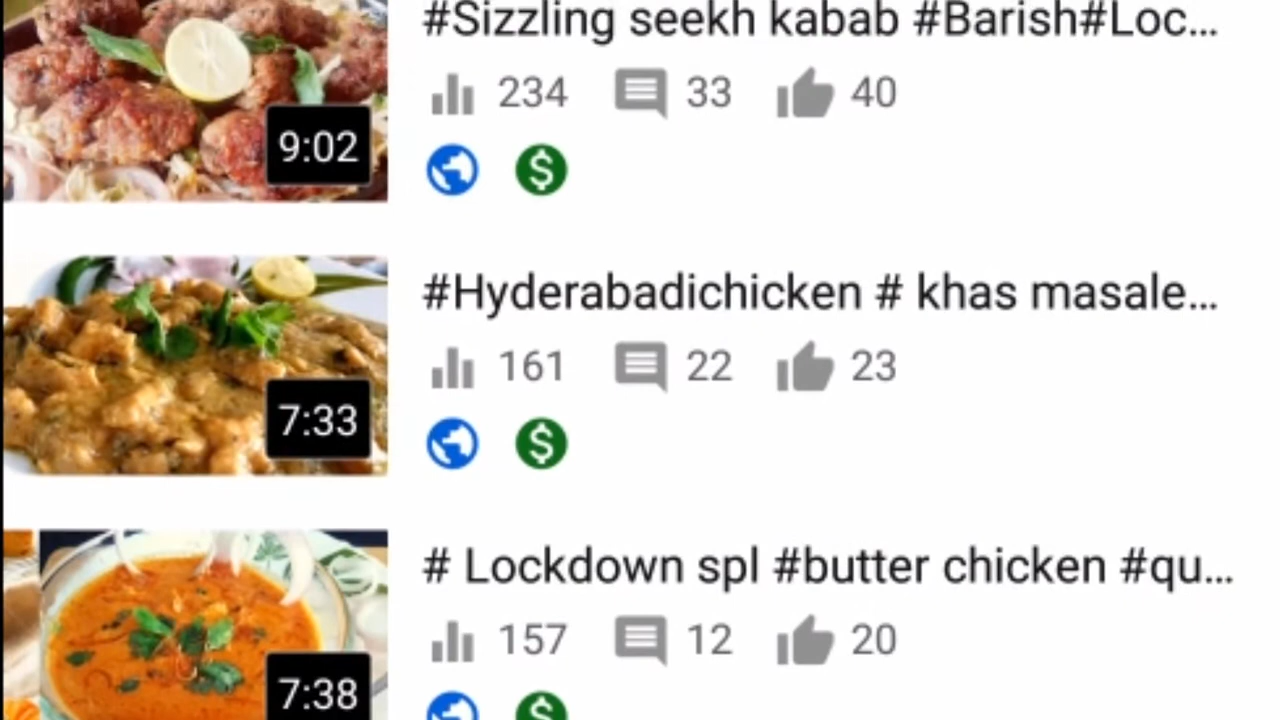 #Sizzling seekh kabab #Barish#Loc...
234 33 40
9:02
#Hyderabadichicken # khas masale...
161 22 23
7:33
# Lockdown spl #butter chicken #qu...
157 12 20
7:38